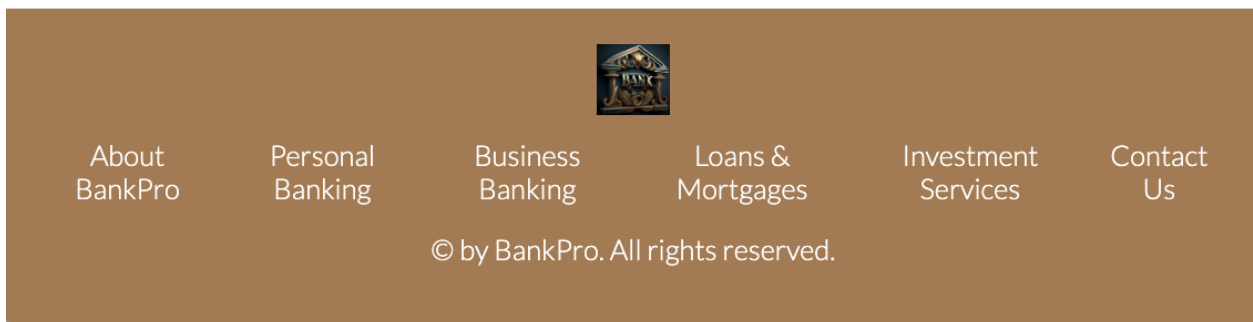 BANK
About
BankPro
Personal
Banking
Business
Banking
Loans &
Mortgages
Investment
Services
Contact
Us
© by BankPro. All rights reserved.